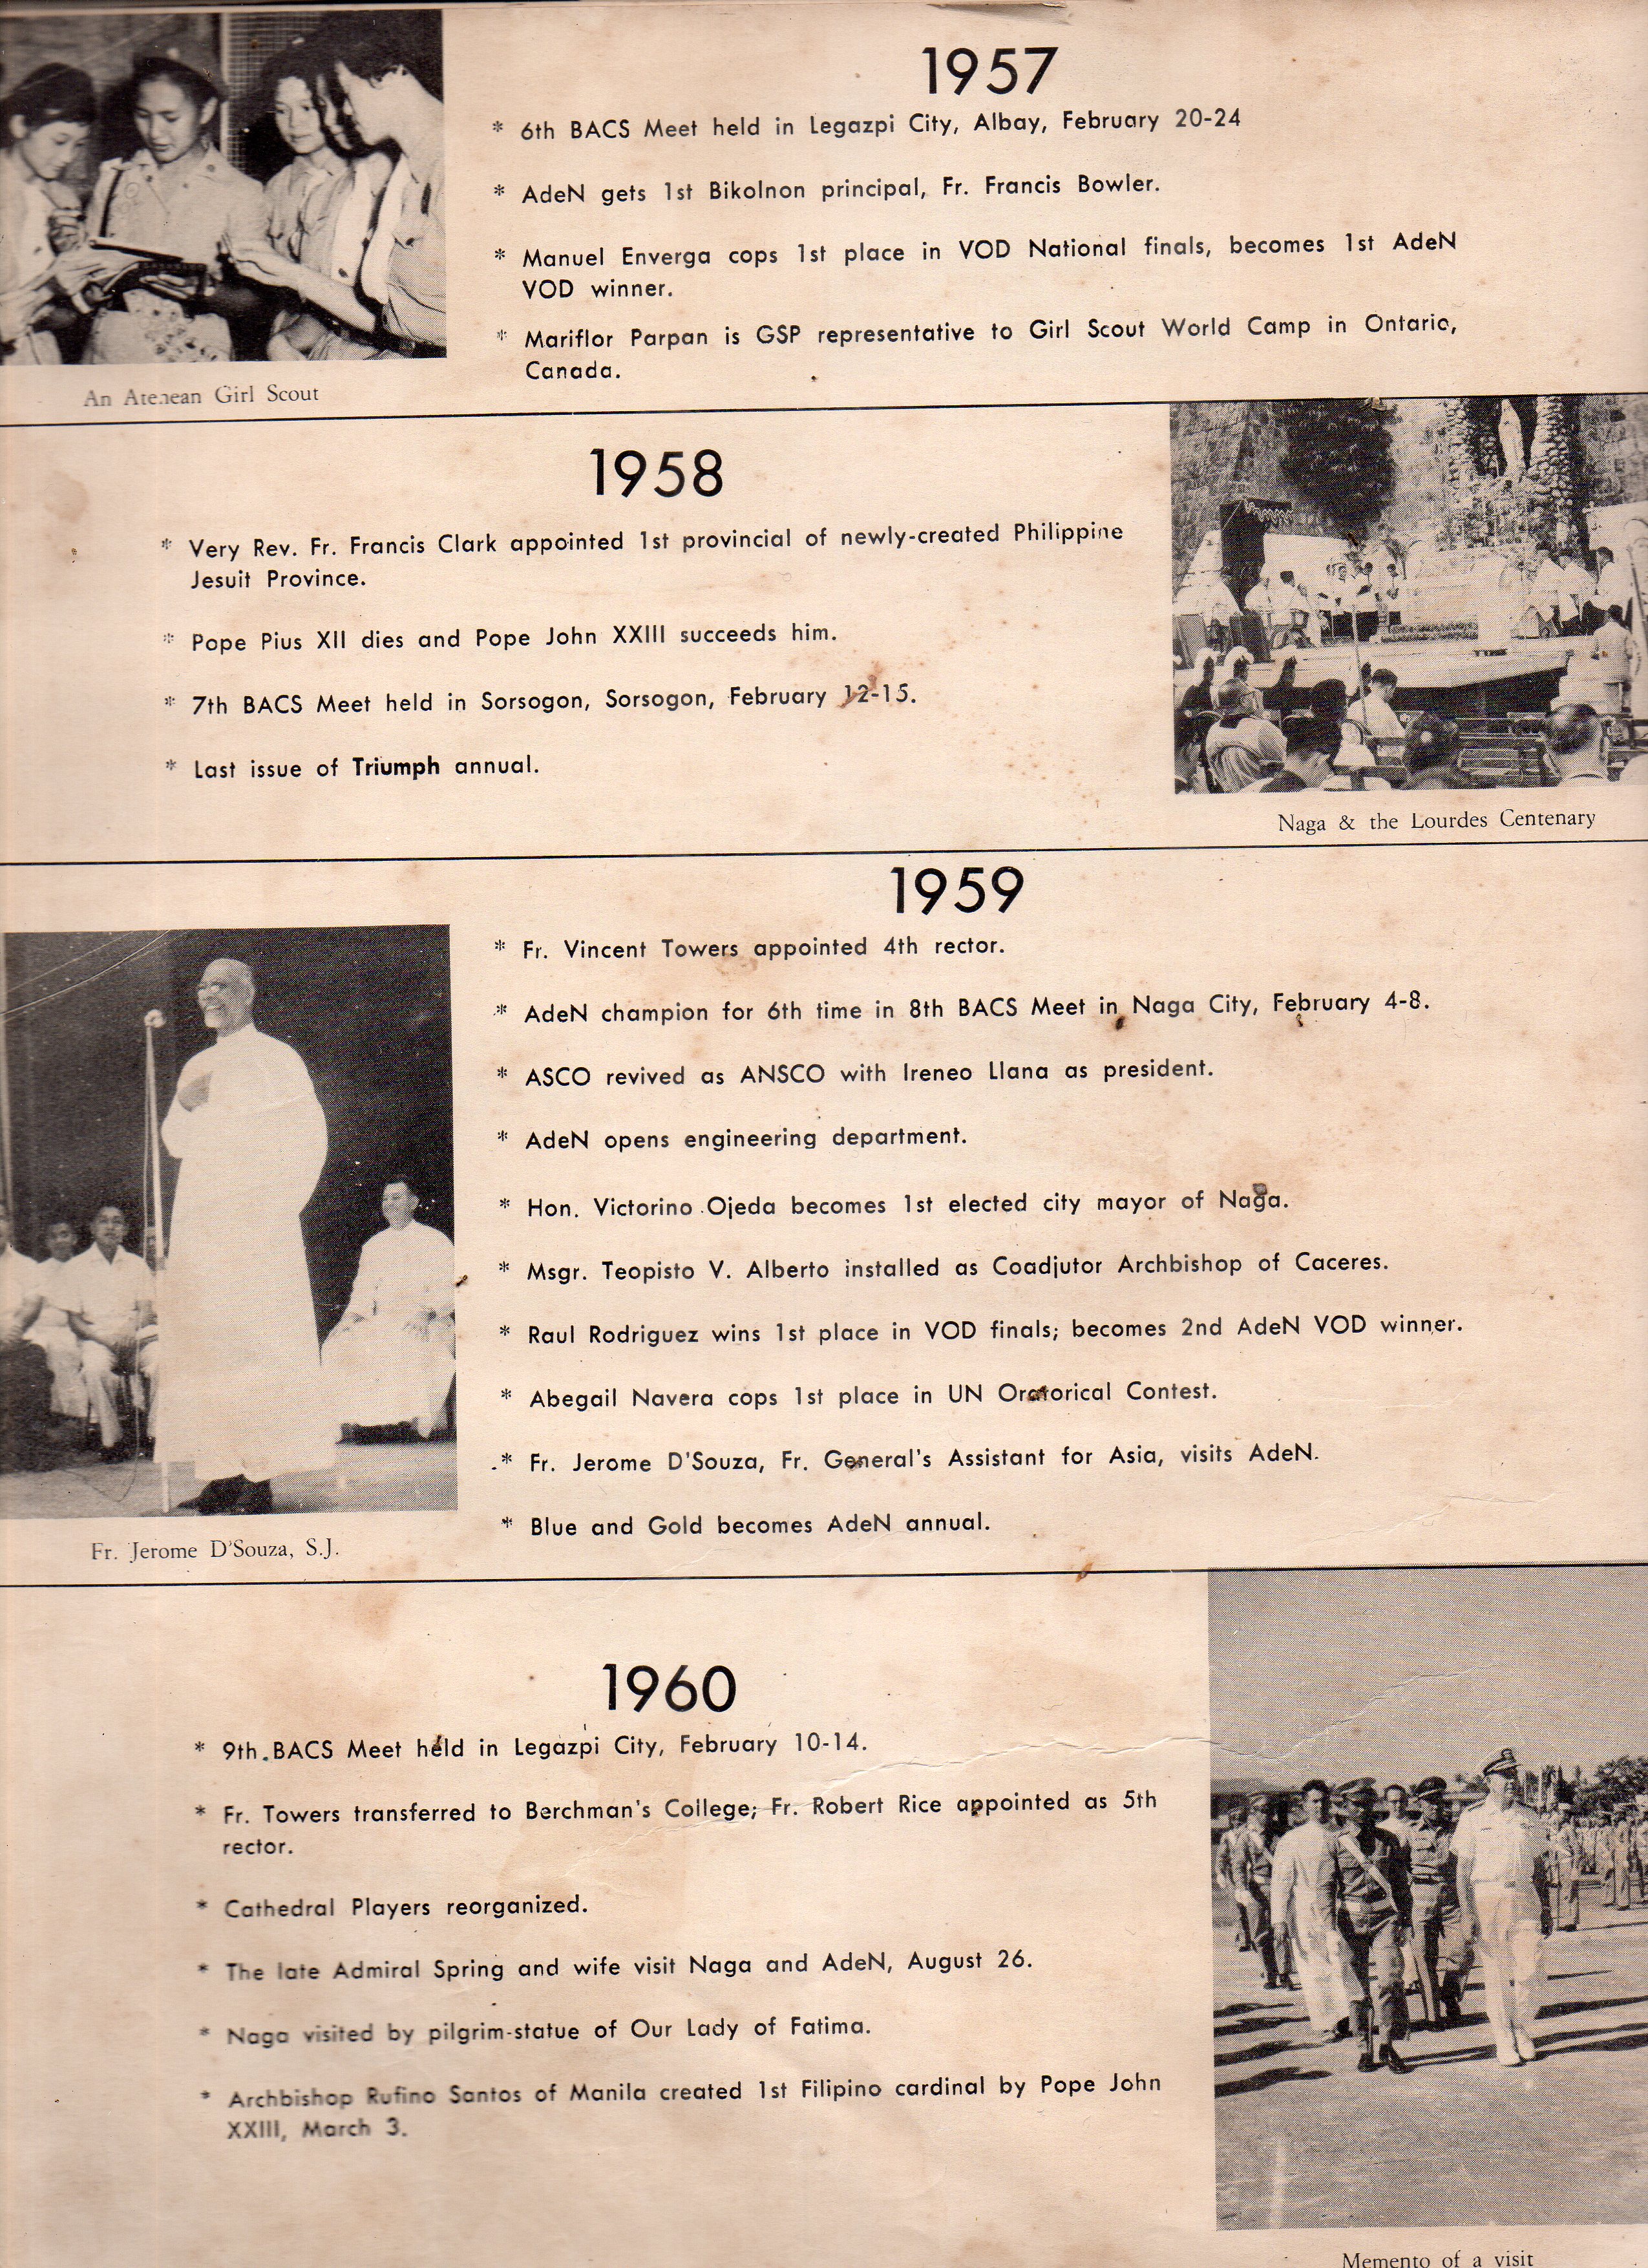 1957
* 6th BACS Meet held in Legazpi City, Albay, February 20-24
* AdeN gets 1st Bikolnon principal, Fr. Francis Bowler.
* Manuel Enverga cops 1st place in VOD National finals, becomes 1st AdeN
VOD winner.
* Mariflor Parpan is GSP representative to Girl Scout World Camp in Ontario,
Canada.
An Atenean Girl Scout
1958
* Very Rev. Fr. Francis Clark appointed 1st provincial of newly-created Philippine
Jesuit Province.
* Pope Pius XII dies and Pope John XXIII succeeds him.
* 7th BACS Meet held in Sorsogon, Sorsogon, February 12-15.
* Last issue of Triumph annual.
Naga & the Lourdes Centenary
1959
* Fr. Vincent Towers appointed 4th rector.
* AdeN champion for 6th time in 8th BACS Meet in Naga City, February 4-8.
* ASCO revived as ANSCO with Ireneo Llana as president.
* AdeN opens engineering department.
* Hon. Victorino Ojeda becomes 1st elected city mayor of Naga.
* Msgr. Teopisto V. Alberto installed as Coadjutor Archbishop of Caceres.
* Raul Rodriguez wins 1st place in VOD finals; becomes 2nd AdeN VOD winner.
* Abegail Navera cops 1st place in UN Oratorical Contest.
* Fr. Jerome D'Souza, Fr. General's Assistant for Asia, visits AdeN.
* Blue and Gold becomes AdeN annual.
Fr. Jerome D'Souza, S.J.
1960
* 9th BACS Meet held in Legazpi City, February 10-14.
* Fr. Towers transferred to Berchman's College; Fr. Robert Rice appointed as 5th
rector.
* Cathedral Players reorganized.
* The late Admiral Spring and wife visit Naga and AdeN, August 26.
* Naga visited by pilgrim-statue of Our Lady of Fatima.
* Archbishop Rufino Santos of Manila created 1st Filipino cardinal by Pope John
XXIII, March 3.
Memento of a visit